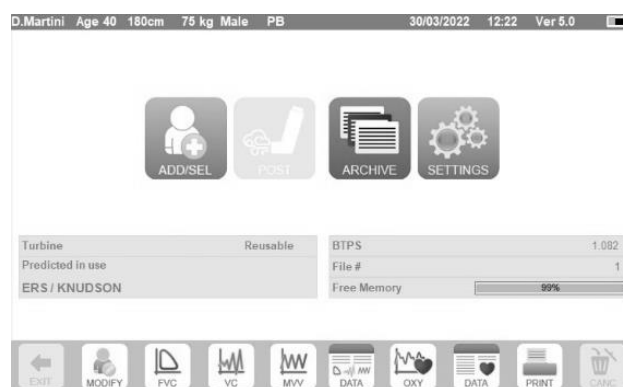 D.Martini Age 40 180cm 75 kg Male PB 30/03/2022 12:22 Ver 5.0
ADD/SEL POST ARCHIVE SETTINGS
Turbine Reusable
Predicted in use
ERS / KNUDSON
BTPS 1.082
File # 1
Free Memory 99%
EXIT MODIFY FVC VC MVV DATA OXY DATA PRINT CANC